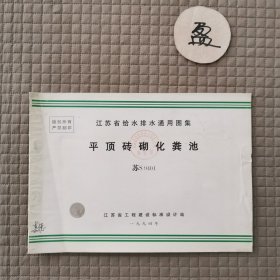 盈
版权所有
严禁翻印
江苏省给水排水通用图集
平顶砖砌化粪池
苏S9401
江苏省工程建设标准设计站
一九九四年